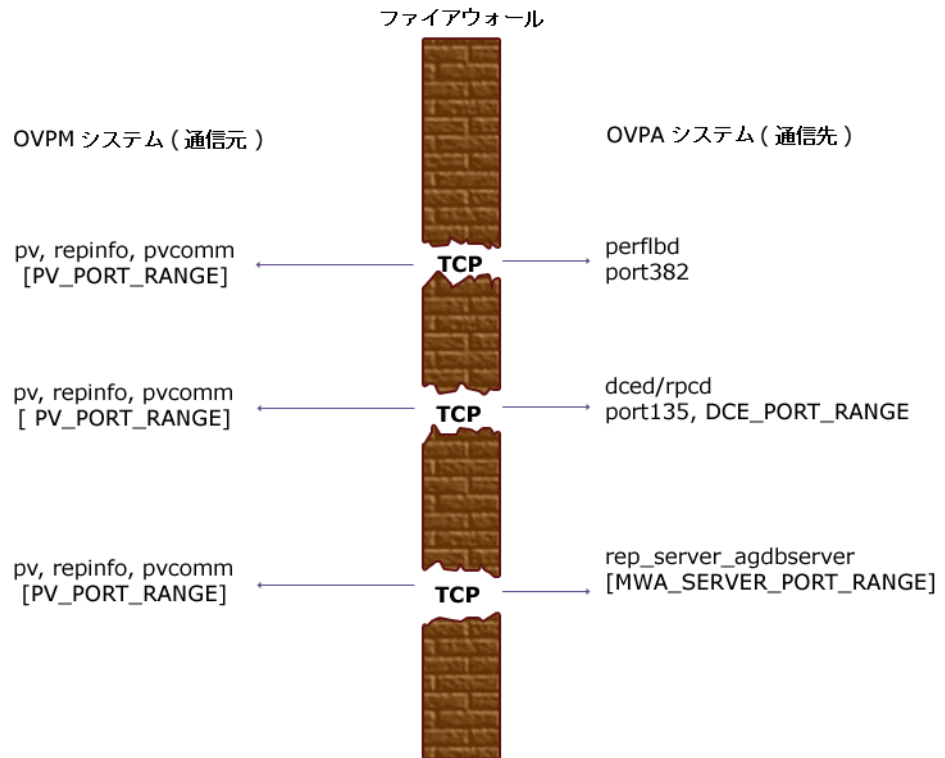 ファイアウォール
OVPM システム ( 通信元 )
OVPA システム ( 通信先 )
pv, repinfo, pvcomm
[PV_PORT_RANGE]
TCP
perflbd
port382
pv, repinfo, pvcomm
[ PV_PORT_RANGE]
TCP
dced/rpcd
port135, DCE_PORT_RANGE
pv, repinfo, pvcomm
[PV_PORT_RANGE]
TCP
rep_server_agdbserver
[MWA_SERVER_PORT_RANGE]